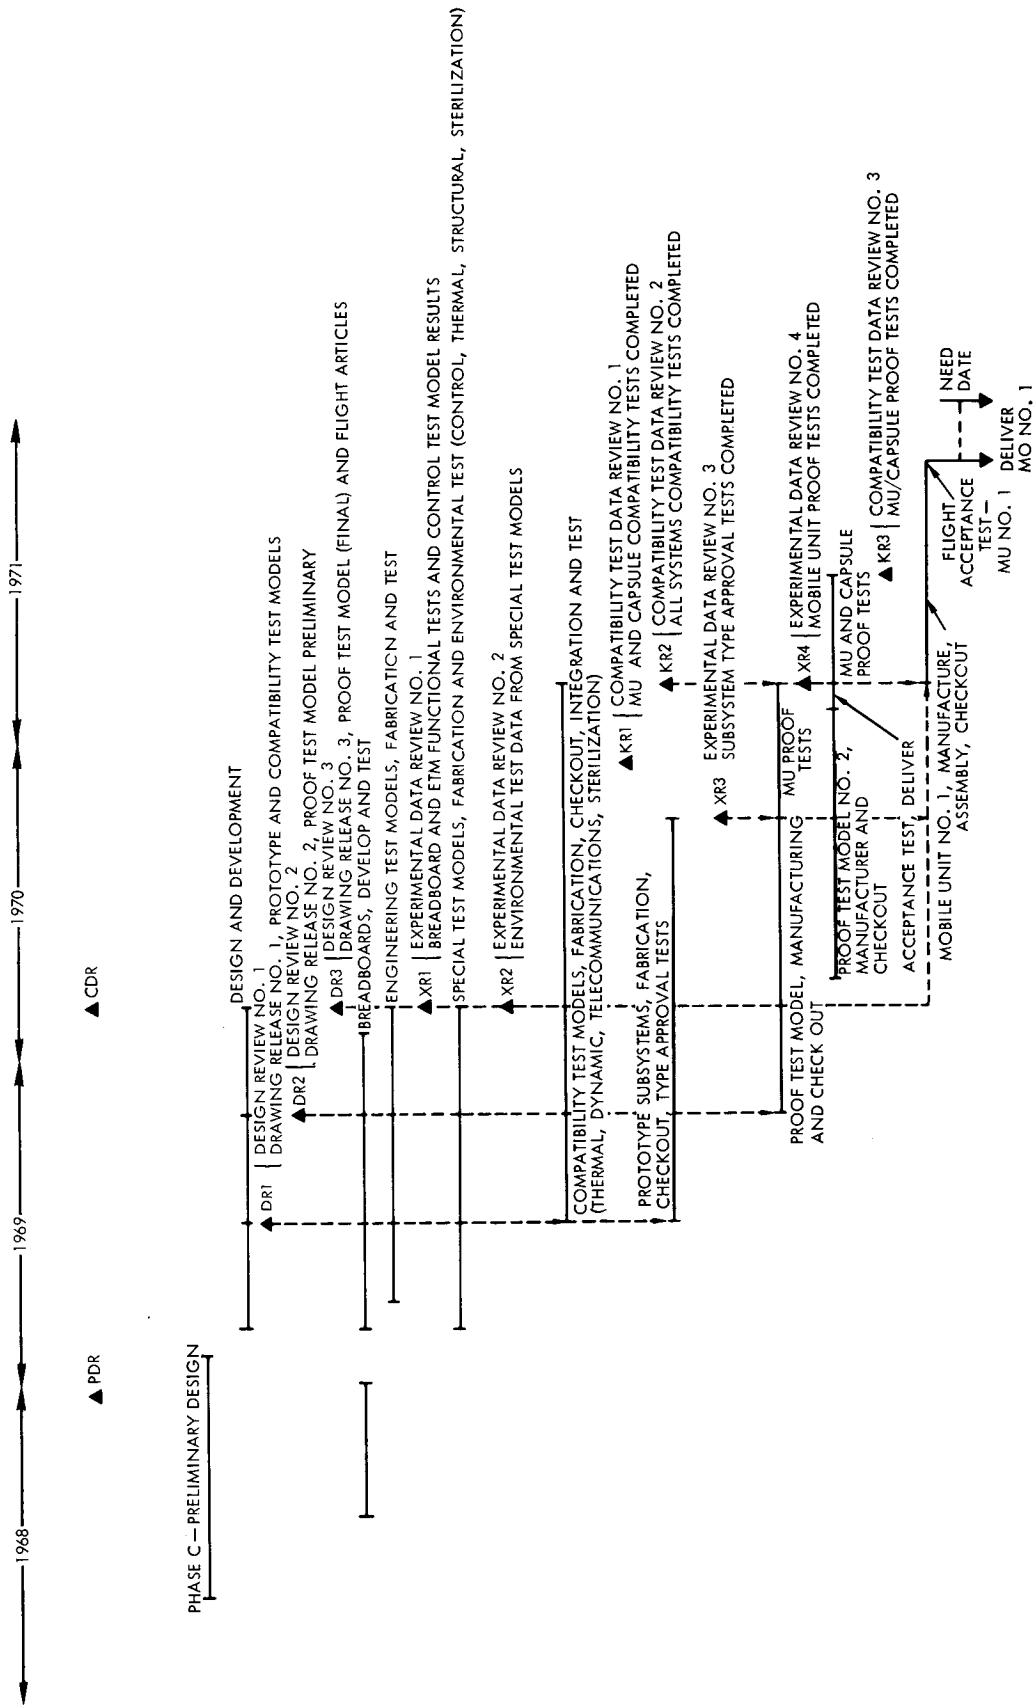 1968
1969
1970
1971
PDR
CDR
PHASE C — PRELIMINARY DESIGN
DESIGN AND DEVELOPMENT
DR1
DESIGN REVIEW NO. 1
DRAWING RELEASE NO. 1, PROTOTYPE AND COMPATIBILITY TEST MODELS
DR2
DESIGN REVIEW NO. 2
DRAWING RELEASE NO. 2, PROOF TEST MODEL PRELIMINARY
DR3
DESIGN REVIEW NO. 3
DRAWING RELEASE NO. 3, PROOF TEST MODEL (FINAL) AND FLIGHT ARTICLES
BREADBOARDS, DEVELOP AND TEST
ENGINEERING TEST MODELS, FABRICATION AND TEST
XR1
EXPERIMENTAL DATA REVIEW NO. 1
BREADBOARD AND ETM FUNCTIONAL TESTS AND CONTROL TEST MODEL RESULTS
SPECIAL TEST MODELS, FABRICATION AND ENVIRONMENTAL TEST (CONTROL, THERMAL, STRUCTURAL, STERILIZATION)
XR2
EXPERIMENTAL DATA REVIEW NO. 2
ENVIRONMENTAL TEST DATA FROM SPECIAL TEST MODELS
COMPATIBILITY TEST MODELS, FABRICATION, CHECKOUT, INTEGRATION AND TEST
(THERMAL, DYNAMIC, TELECOMMUNICATIONS, STERILIZATION)
KR1
COMPATIBILITY TEST DATA REVIEW NO. 1
MU AND CAPSULE COMPATIBILITY TESTS COMPLETED
PROTOTYPE SUBSYSTEMS, FABRICATION,
CHECKOUT, TYPE APPROVAL TESTS
KR2
COMPATIBILITY TEST DATA REVIEW NO. 2
ALL SYSTEMS COMPATIBILITY TESTS COMPLETED
XR3
EXPERIMENTAL DATA REVIEW NO. 3
SUBSYSTEM TYPE APPROVAL TESTS COMPLETED
PROOF TEST MODEL, MANUFACTURING
AND CHECK OUT
MU PROOF
TESTS
XR4
EXPERIMENTAL DATA REVIEW NO. 4
MOBILE UNIT PROOF TESTS COMPLETED
PROOF TEST MODEL NO. 2,
MANUFACTURER AND
CHECKOUT
MU AND CAPSULE
PROOF TESTS
KR3
COMPATIBILITY TEST DATA REVIEW NO. 3
MU/CAPSULE PROOF TESTS COMPLETED
ACCEPTANCE TEST, DELIVER
MOBILE UNIT NO. 1, MANUFACTURE,
ASSEMBLY, CHECKOUT
FLIGHT
ACCEPTANCE
TEST—
MU NO. 1
NEED
DATE
DELIVER
MO NO. 1